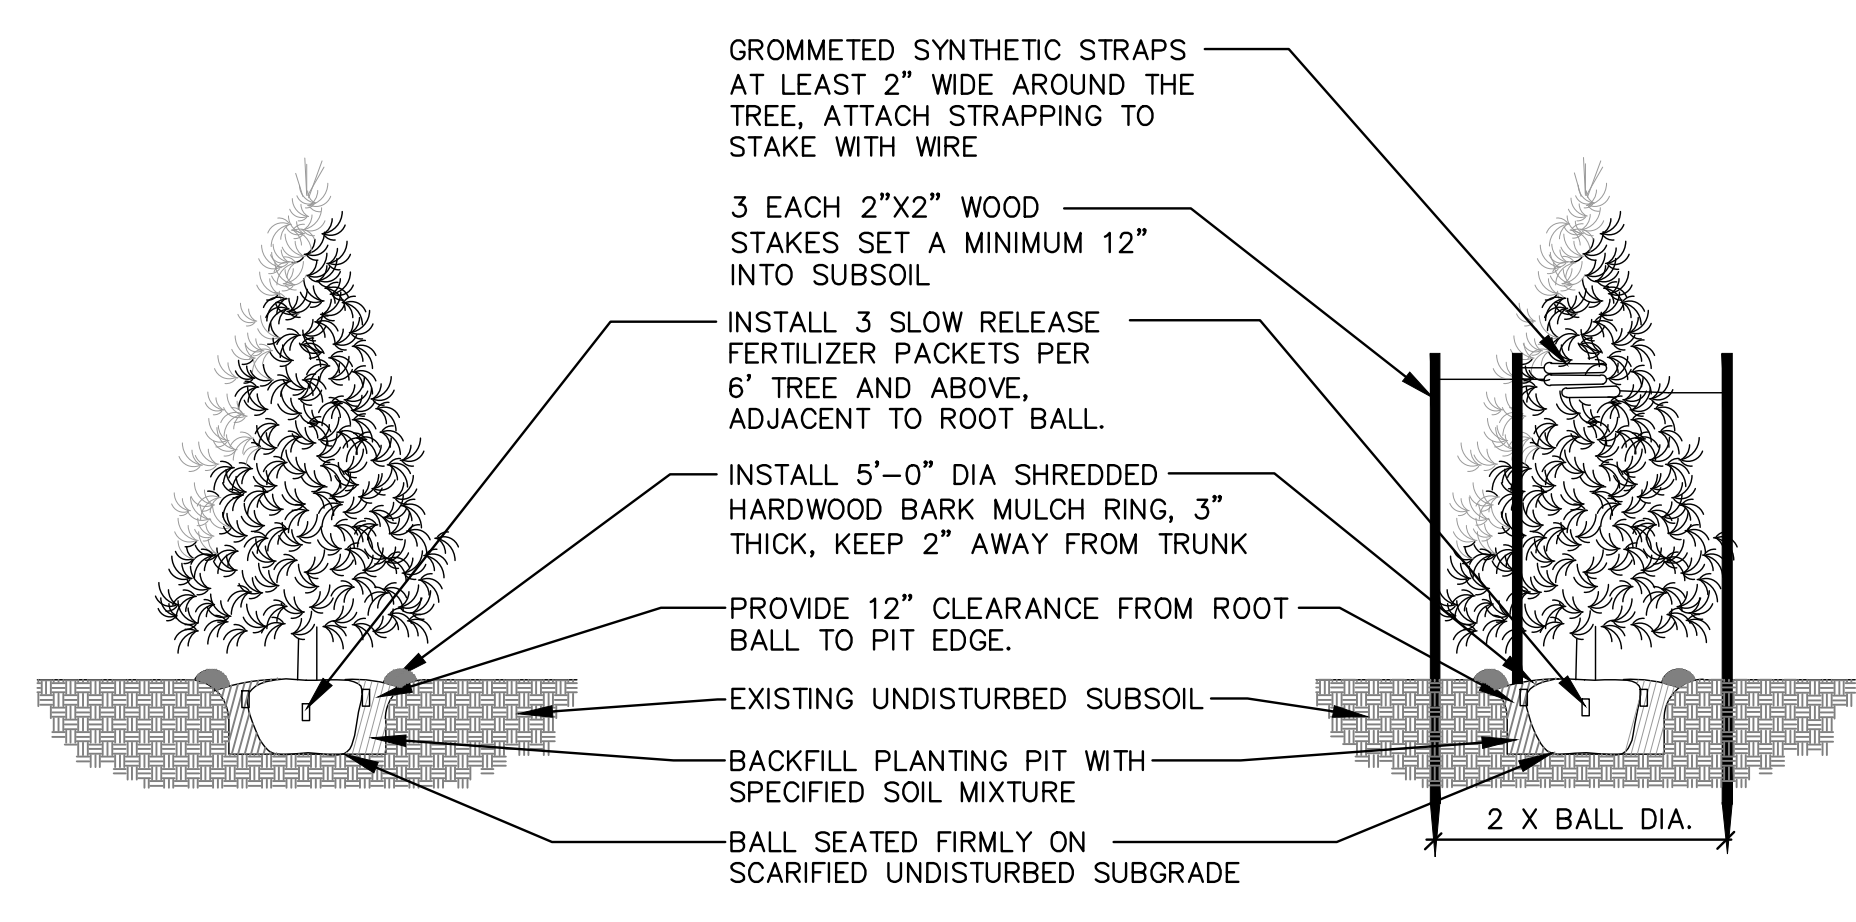 GROMMETED SYNTHETIC STRAPS
AT LEAST 2" WIDE AROUND THE
TREE, ATTACH STRAPPING TO
STAKE WITH WIRE
3 EACH 2"X2" WOOD
STAKES SET A MINIMUM 12"
INTO SUBSOIL
INSTALL 3 SLOW RELEASE
FERTILIZER PACKETS PER
6' TREE AND ABOVE,
ADJACENT TO ROOT BALL.
INSTALL 5'-0" DIA SHREDDED
HARDWOOD BARK MULCH RING, 3"
THICK, KEEP 2" AWAY FROM TRUNK
PROVIDE 12" CLEARANCE FROM ROOT
BALL TO PIT EDGE.
EXISTING UNDISTURBED SUBSOIL
BACKFILL PLANTING PIT WITH
SPECIFIED SOIL MIXTURE
BALL SEATED FIRMLY ON
SCARIFIED UNDISTURBED SUBGRADE
2 X BALL DIA.